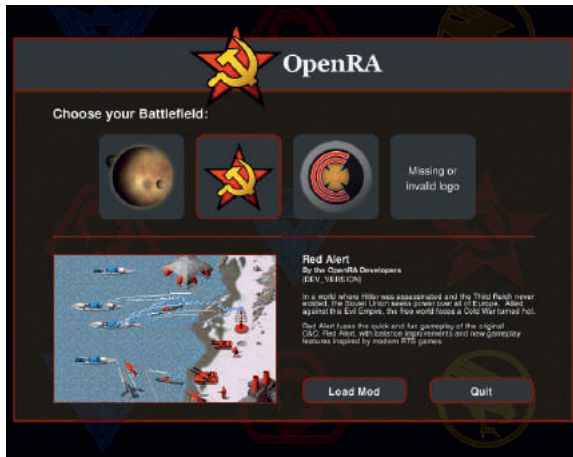 OpenRA
Choose your Battlefield:
Missing or
invalid logo
Red Alert
By the OpenRA Developers
(DEV_VERSION)
In a world where Hitler was assassinated and the Third Reich never
existed, the Soviet Union seeks power over all of Europe. Allied
against this Evil Empire, the free world faces a Cold War turned hot.
Red Alert fuses the quick and fun gameplay of the original
C&C: Red Alert, with balance improvements and new gameplay
features inspired by modern RTS games.
Load Mod
Quit